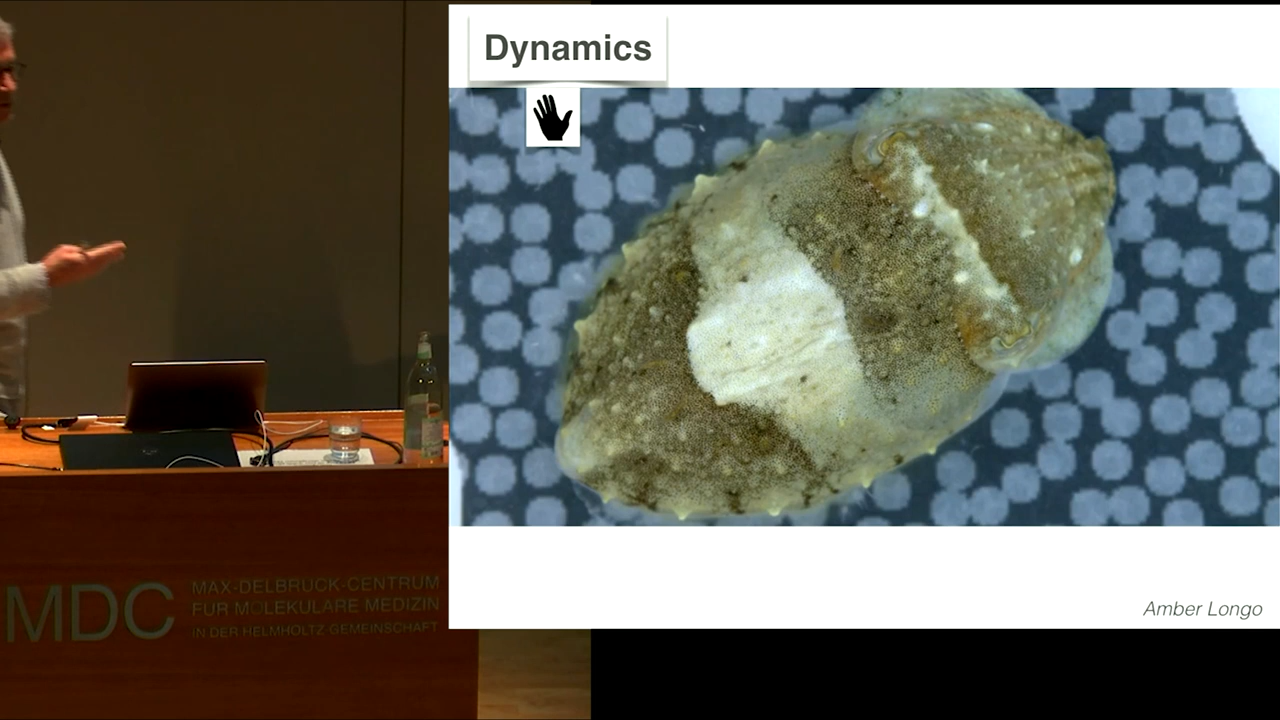 Dynamics
Amber Longo
MDC
MAX-DELBRÜCK-CENTRUM
FÜR MOLEKULARE MEDIZIN
IN DER HELMHOLTZ-GEMEINSCHAFT